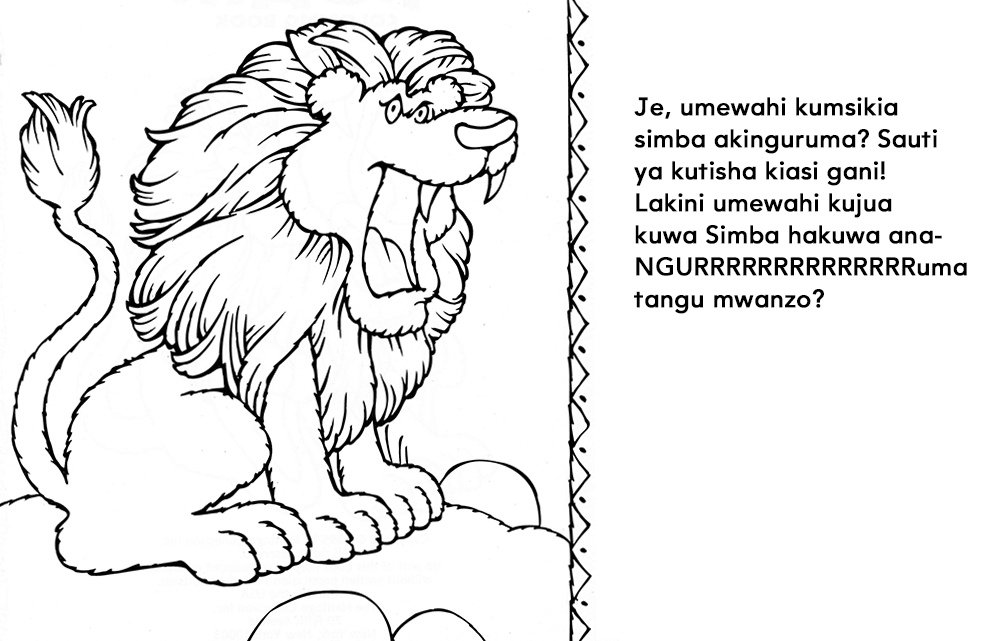 Je, umewahi kumsikia
simba akinguruma? Sauti
ya kutisha kiasi gani!
Lakini umewahi kujua
kuwa Simba hakuwa ana-
NGURRRRRRRRRRRRRRuma
tangu mwanzo?